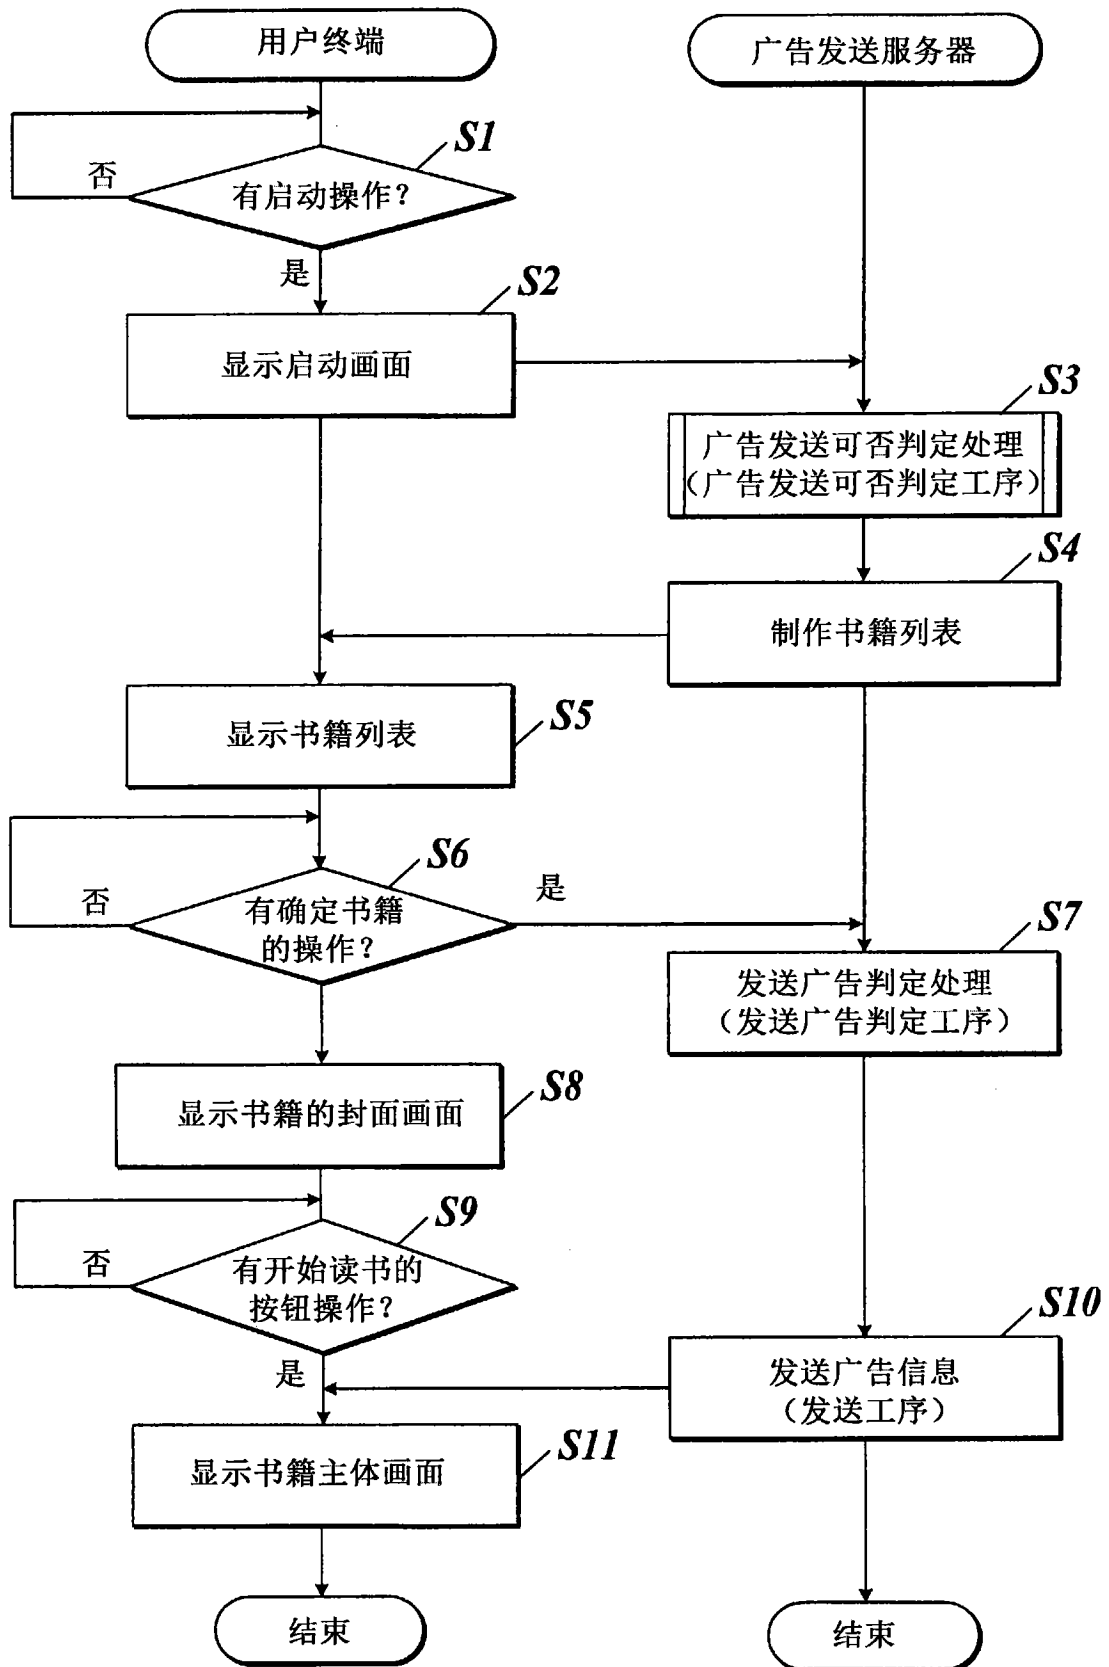 用户终端
广告发送服务器
S1
否
有启动操作?
是
S2
显示启动画面
S3
广告发送可否判定处理
(广告发送可否判定工序)
S4
制作书籍列表
显示书籍列表
S5
S6
是
否
有确定书籍
的操作?
S7
发送广告判定处理
(发送广告判定工序)
显示书籍的封面画面
S8
S9
否
有开始读书的
按钮操作?
S10
是
发送广告信息
(发送工序)
显示书籍主体画面
S11
结束
结束